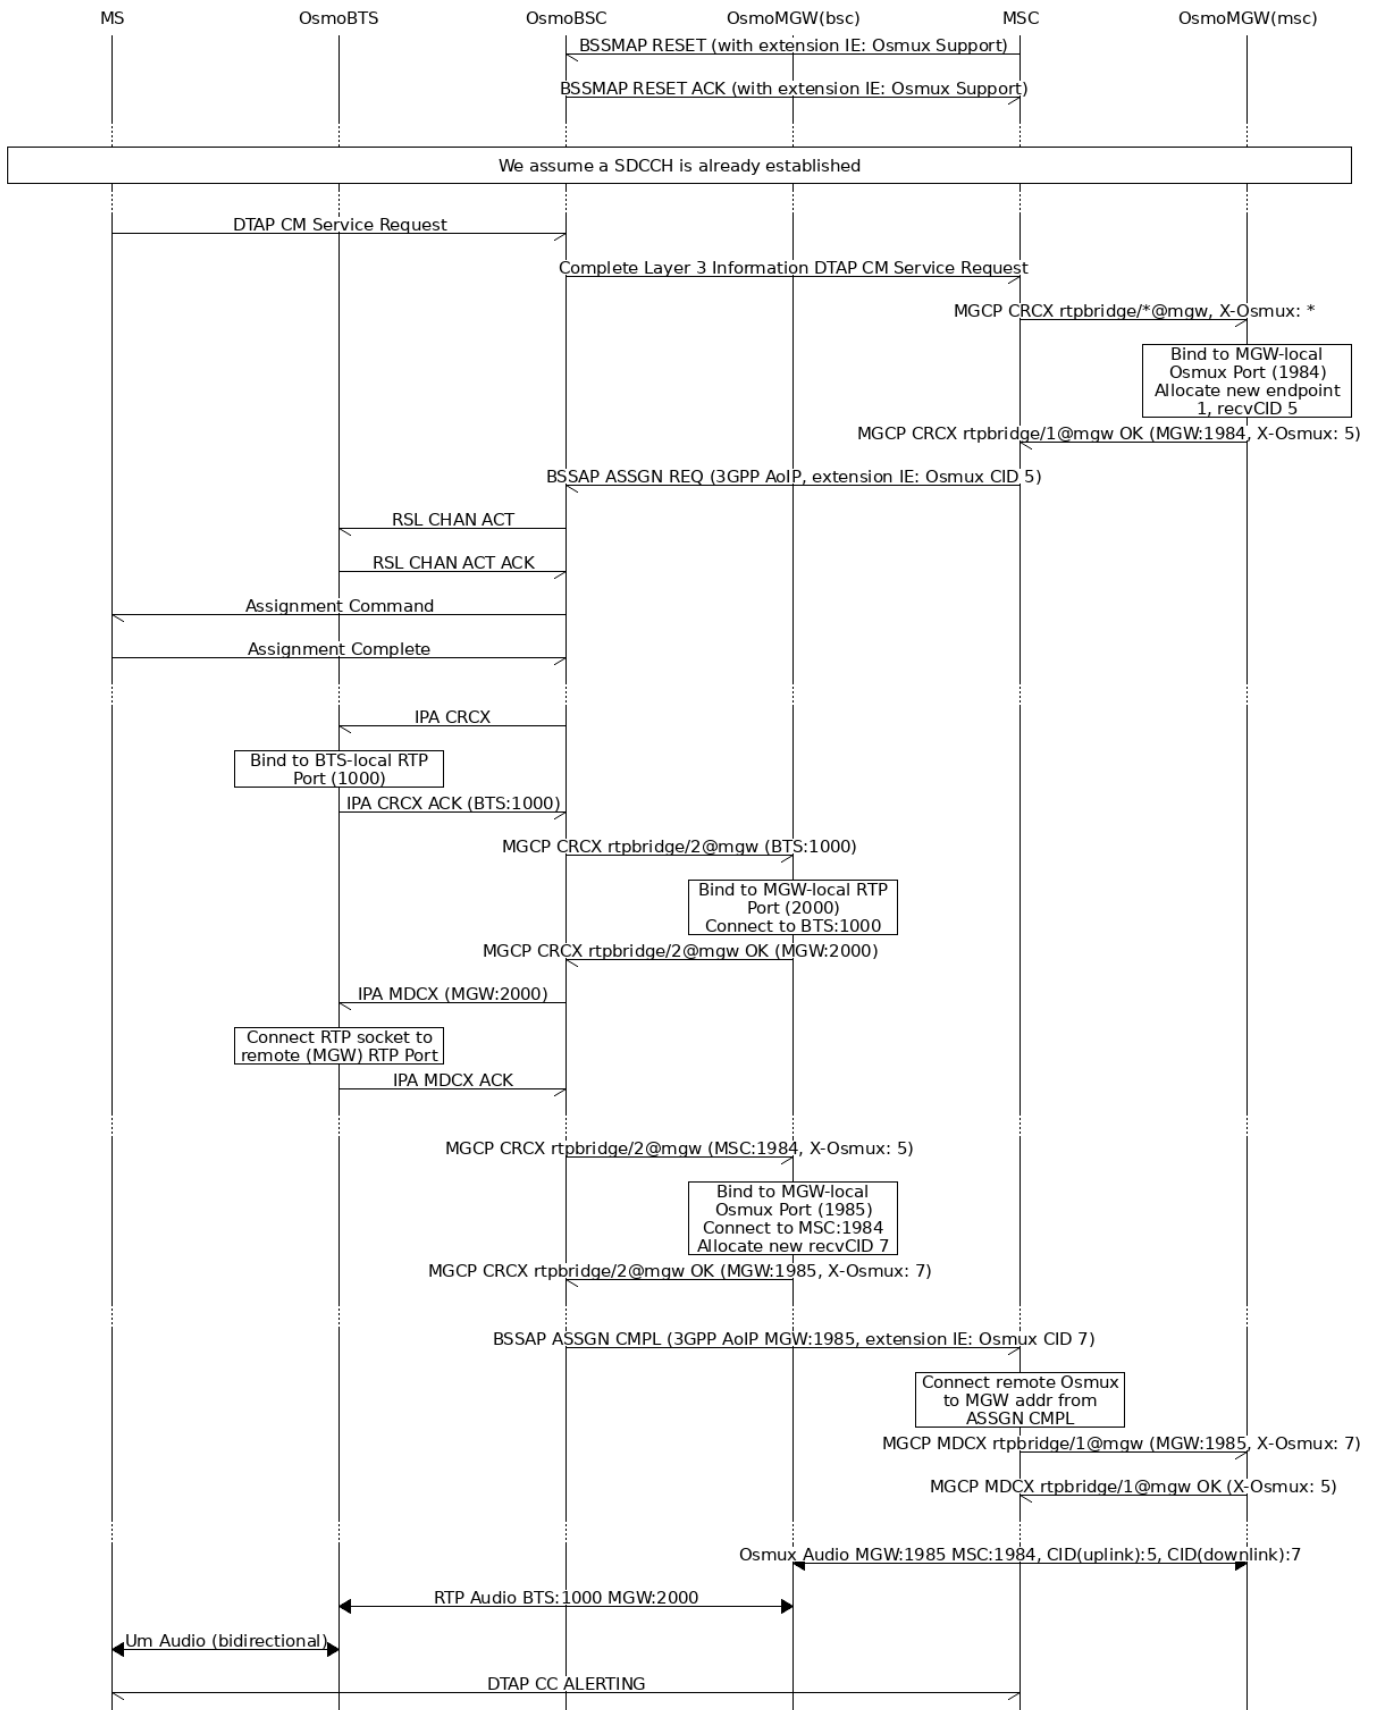 MS OsmoBTS OsmoBSC OsmoMGW(bsc) MSC OsmoMGW(msc)
BSSMAP RESET (with extension IE: Osmux Support)
BSSMAP RESET ACK (with extension IE: Osmux Support)
We assume a SDCCH is already established
DTAP CM Service Request
Complete Layer 3 Information DTAP CM Service Request
MGCP CRCX rtpbridge/*@mgw, X-Osmux: *
Bind to MGW-local
Osmux Port (1984)
Allocate new endpoint
1, recvCID 5
MGCP CRCX rtpbridge/1@mgw OK (MGW:1984, X-Osmux: 5)
BSSAP ASSGN REQ (3GPP AoIP, extension IE: Osmux CID 5)
RSL CHAN ACT
RSL CHAN ACT ACK
Assignment Command
Assignment Complete
IPA CRCX
Bind to BTS-local RTP
Port (1000)
IPA CRCX ACK (BTS:1000)
MGCP CRCX rtpbridge/2@mgw (BTS:1000)
Bind to MGW-local RTP
Port (2000)
Connect to BTS:1000
MGCP CRCX rtpbridge/2@mgw OK (MGW:2000)
IPA MDCX (MGW:2000)
Connect RTP socket to
remote (MGW) RTP Port
IPA MDCX ACK
MGCP CRCX rtpbridge/2@mgw (MSC:1984, X-Osmux: 5)
Bind to MGW-local
Osmux Port (1985)
Connect to MSC:1984
Allocate new recvCID 7
MGCP CRCX rtpbridge/2@mgw OK (MGW:1985, X-Osmux: 7)
BSSAP ASSGN CMPL (3GPP AoIP MGW:1985, extension IE: Osmux CID 7)
Connect remote Osmux
to MGW addr from
ASSGN CMPL
MGCP MDCX rtpbridge/1@mgw (MGW:1985, X-Osmux: 7)
MGCP MDCX rtpbridge/1@mgw OK (X-Osmux: 5)
Osmux Audio MGW:1985 MSC:1984, CID(uplink):5, CID(downlink):7
RTP Audio BTS:1000 MGW:2000
Um Audio (bidirectional)
DTAP CC ALERTING